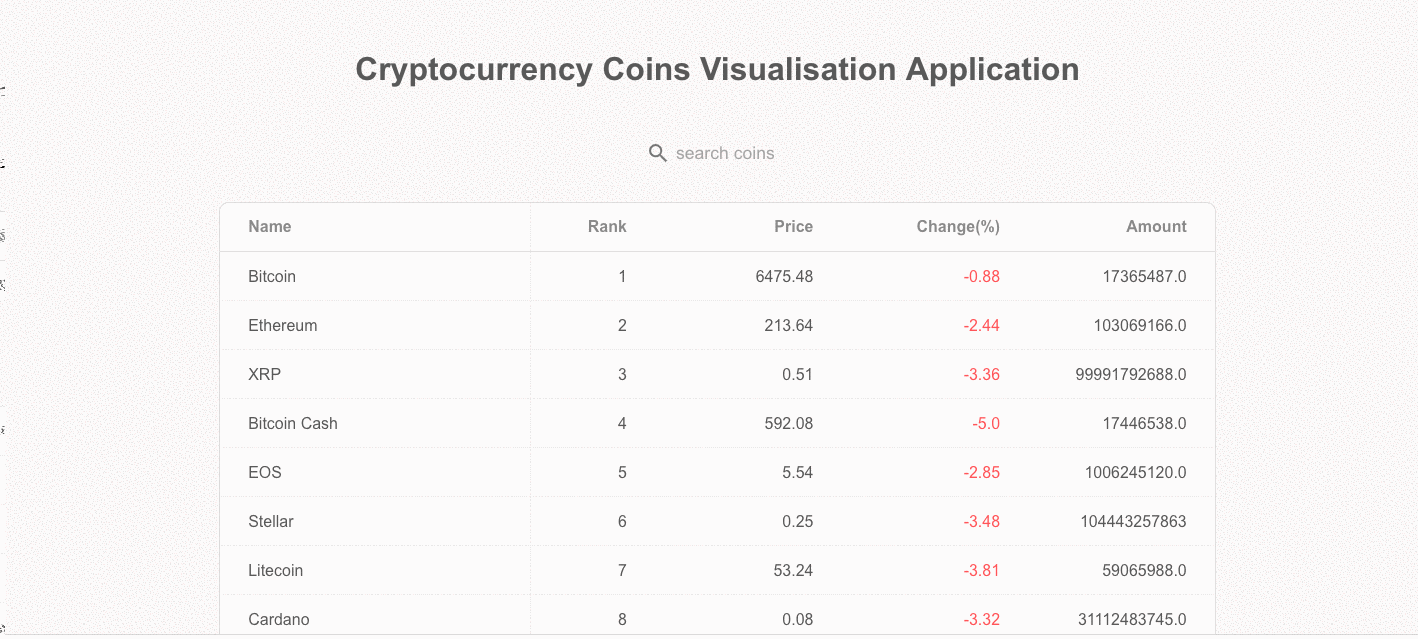 Cryptocurrency Coins Visualisation Application
search coins
Name Rank Price Change(%) Amount
Bitcoin 1 6475.48 -0.88 17365487.0
Ethereum 2 213.64 -2.44 103069166.0
XRP 3 0.51 -3.36 99991792688.0
Bitcoin Cash 4 592.08 -5.0 17446538.0
EOS 5 5.54 -2.85 1006245120.0
Stellar 6 0.25 -3.48 104443257863
Litecoin 7 53.24 -3.81 59065988.0
Cardano 8 0.08 -3.32 31112483745.0